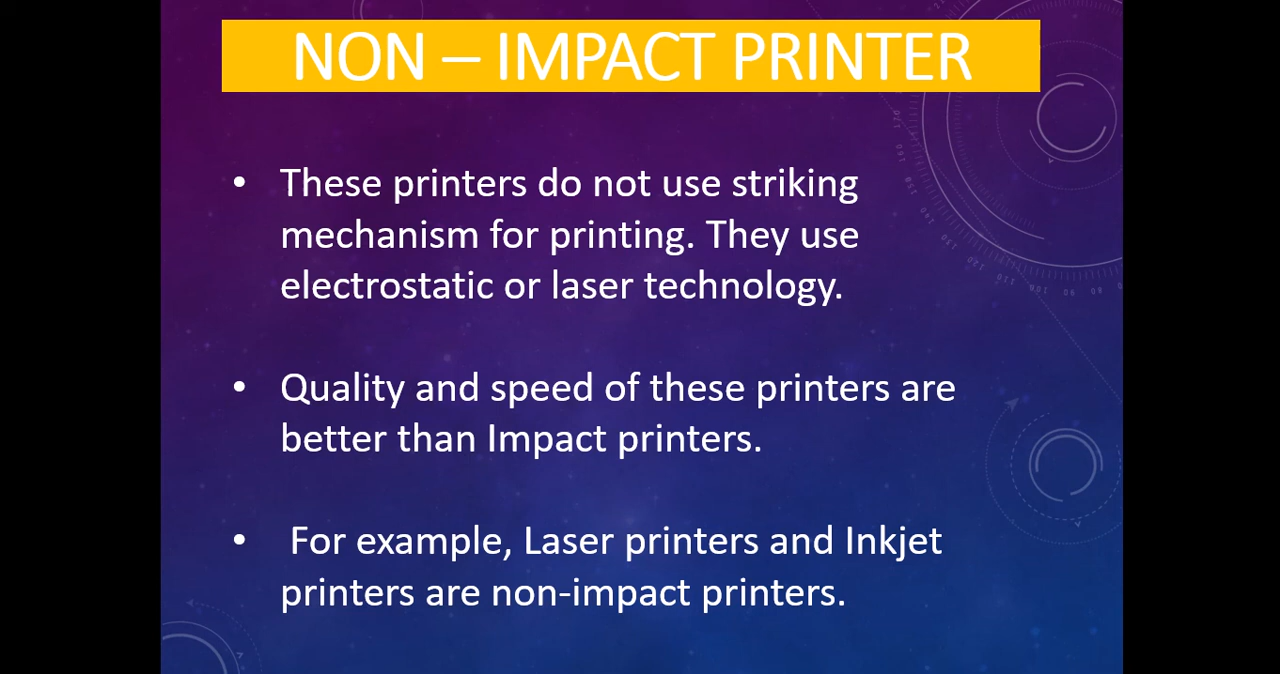 NON – IMPACT PRINTER
• These printers do not use striking
mechanism for printing. They use
electrostatic or laser technology.
• Quality and speed of these printers are
better than Impact printers.
• For example, Laser printers and Inkjet
printers are non-impact printers.